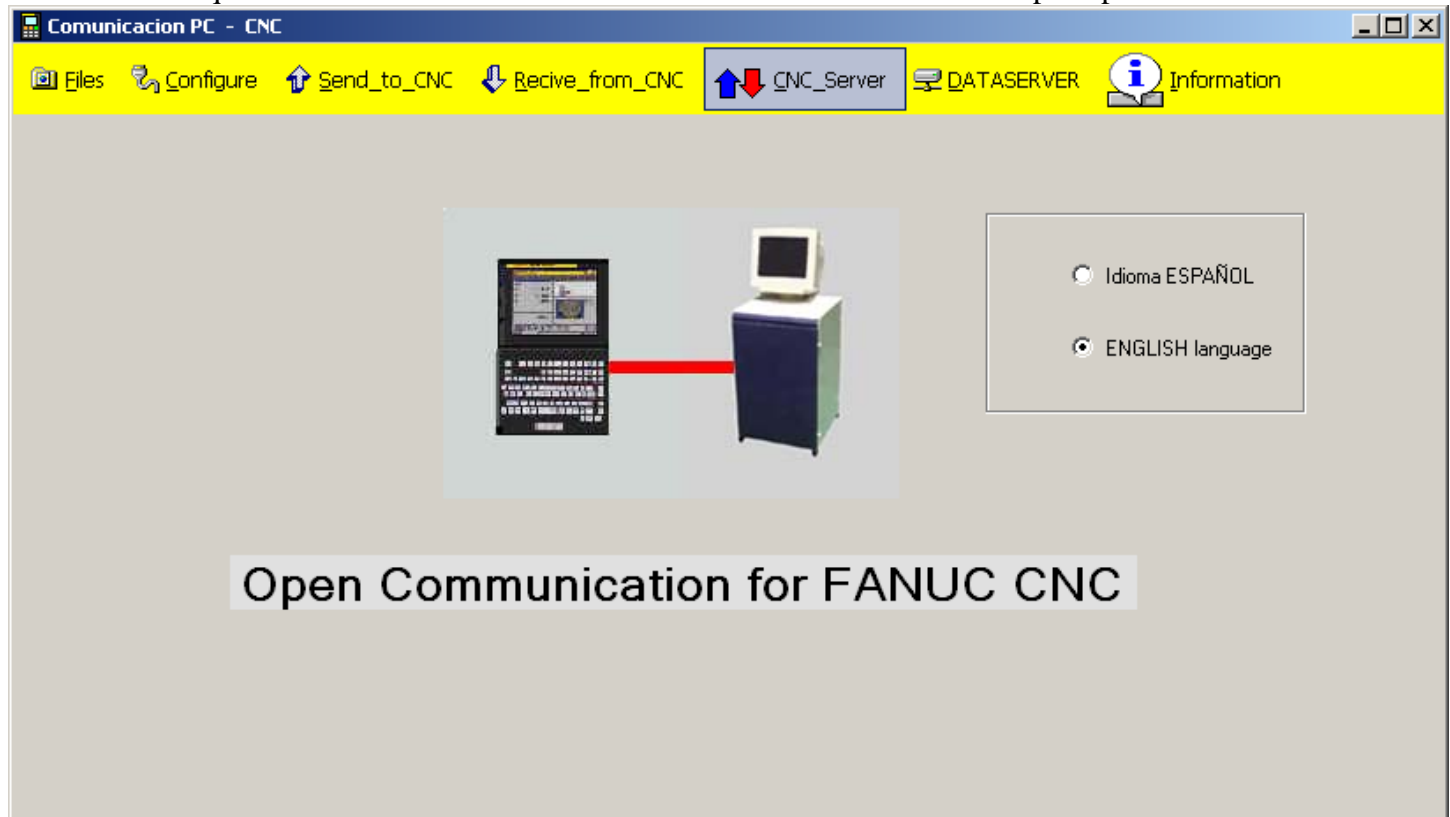 Comunicacion PC - CNC
Files Configure Send_to_CNC Recive_from_CNC CNC_Server DATASERVER Information
Idioma ESPAÑOL
ENGLISH language
Open Communication for FANUC CNC